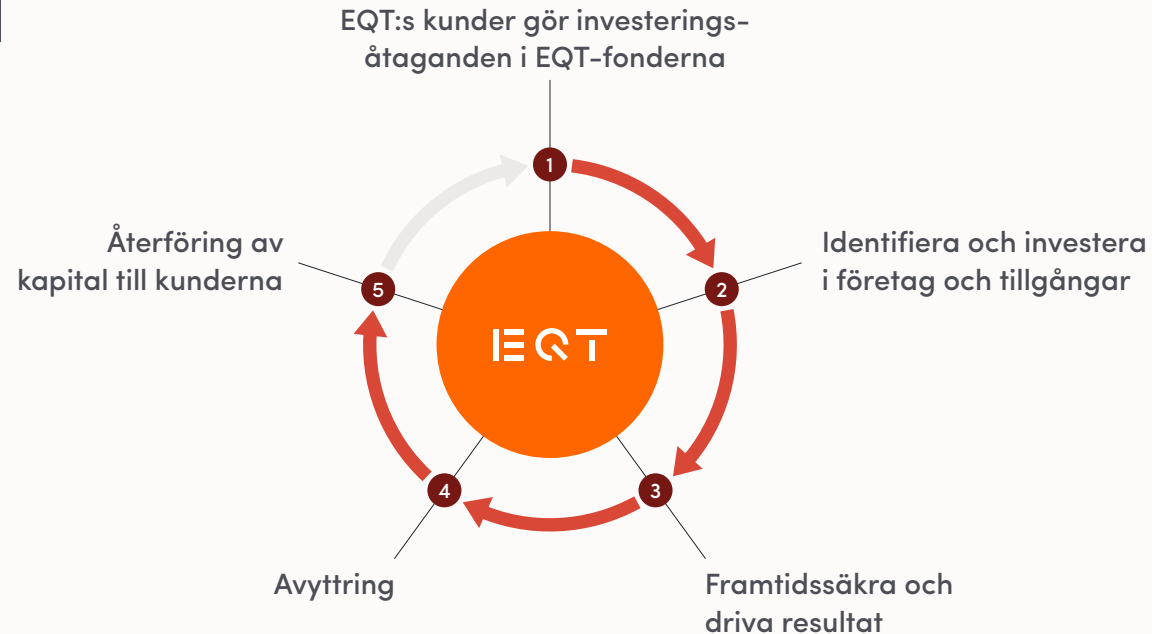 EQT:s kunder gör investerings-
åtaganden i EQT-fonderna
1
Identifiera och investera
i företag och tillgångar
2
Framtidssäkra och
driva resultat
3
Avyttring
4
Återföring av
kapital till kunderna
5
EQT